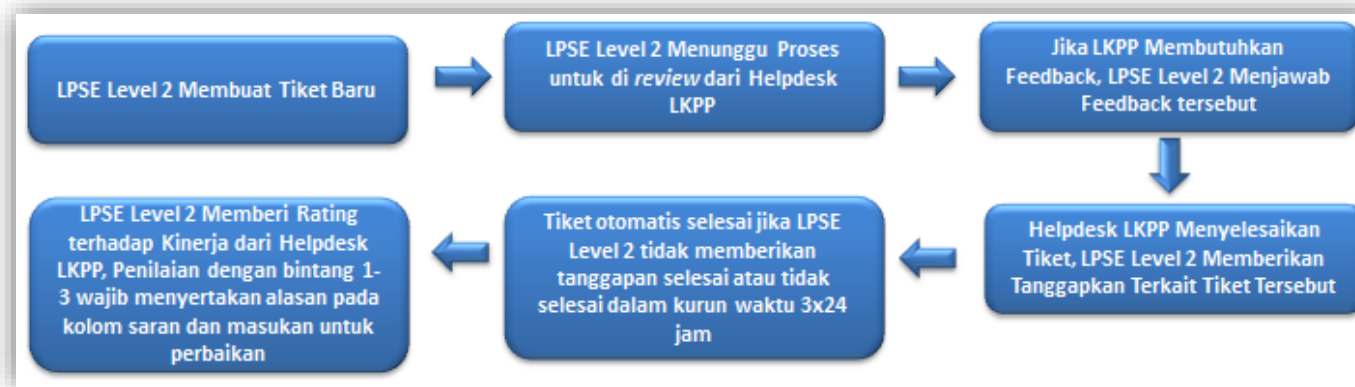 LPSE Level 2 Membuat Tiket Baru
LPSE Level 2 Menunggu Proses
untuk di review dari Helpdesk
LKPP
Jika LKPP Membutuhkan
Feedback, LPSE Level 2 Menjawab
Feedback tersebut
Helpdesk LKPP Menyelesaikan
Tiket, LPSE Level 2 Memberikan
Tanggapkan Terkait Tiket Tersebut
Tiket otomatis selesai jika LPSE
Level 2 tidak memberikan
tanggapan selesai atau tidak
selesai dalam kurun waktu 3x24
jam
LPSE Level 2 Memberi Rating
terhadap Kinerja dari Helpdesk
LKPP, Penilaian dengan bintang 1-
3 wajib menyertakan alasan pada
kolom saran dan masukan untuk
perbaikan